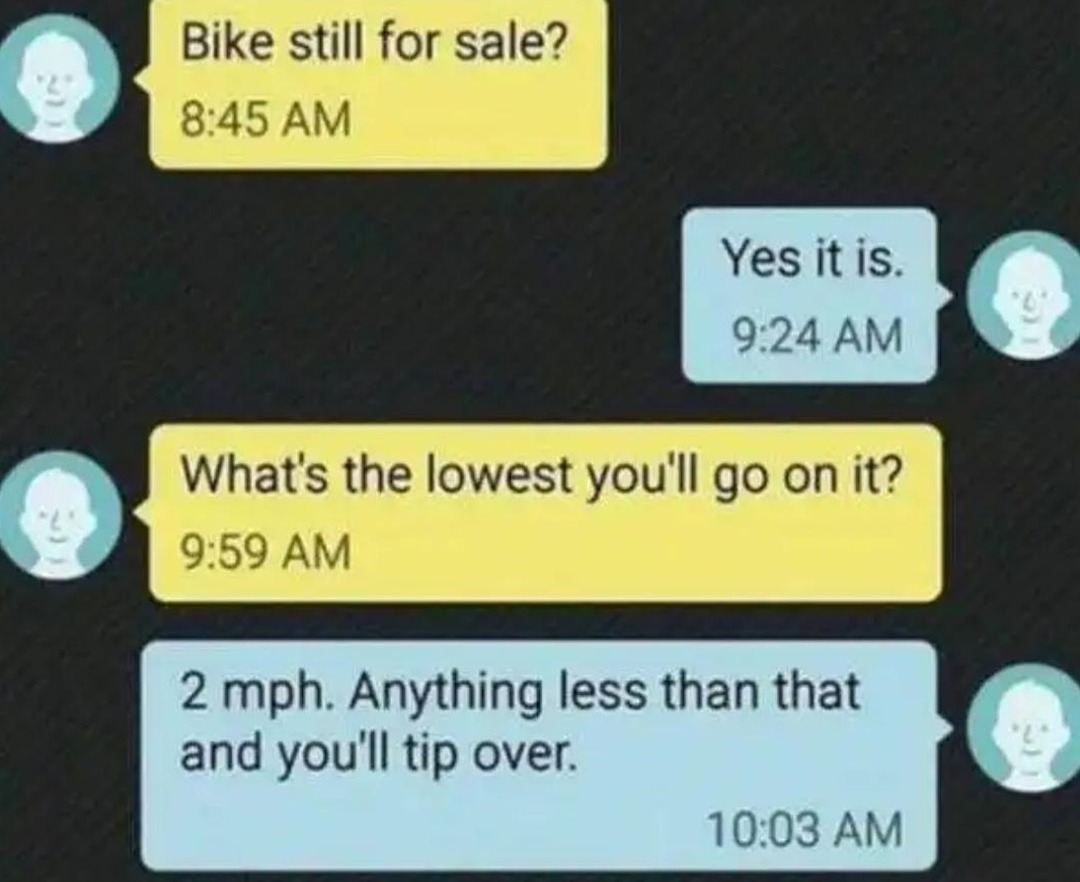 Bike still for sale?
8:45 AM
Yes it is.
9:24 AM
What's the lowest you'll go on it?
9:59 AM
2 mph. Anything less than that
and you'll tip over.
10:03 AM